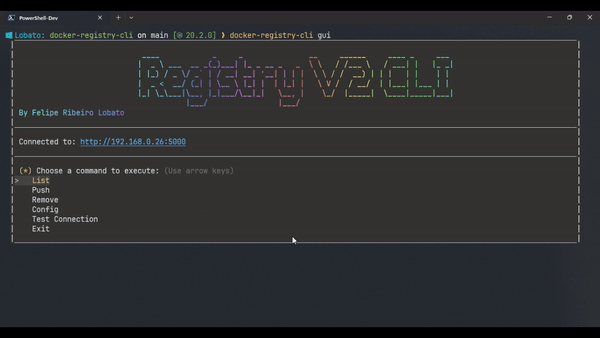 PowerShell-Dev
Lobato: docker-registry-cli on main [⊛ 20.2.0] ❯ docker-registry-cli gui
Registry V2 CLI
By Felipe Ribeiro Lobato
Connected to: http://192.168.0.26:5000
(*) Choose a command to execute: (Use arrow keys)
> List
Push
Remove
Config
Test Connection
Exit